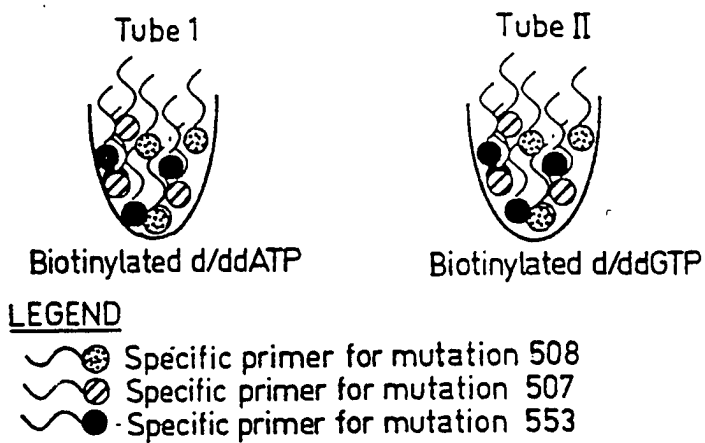 Tube 1
Tube II
Biotinylated d/ddATP
Biotinylated d/ddGTP
LEGEND
Specific primer for mutation 508
Specific primer for mutation 507
Specific primer for mutation 553